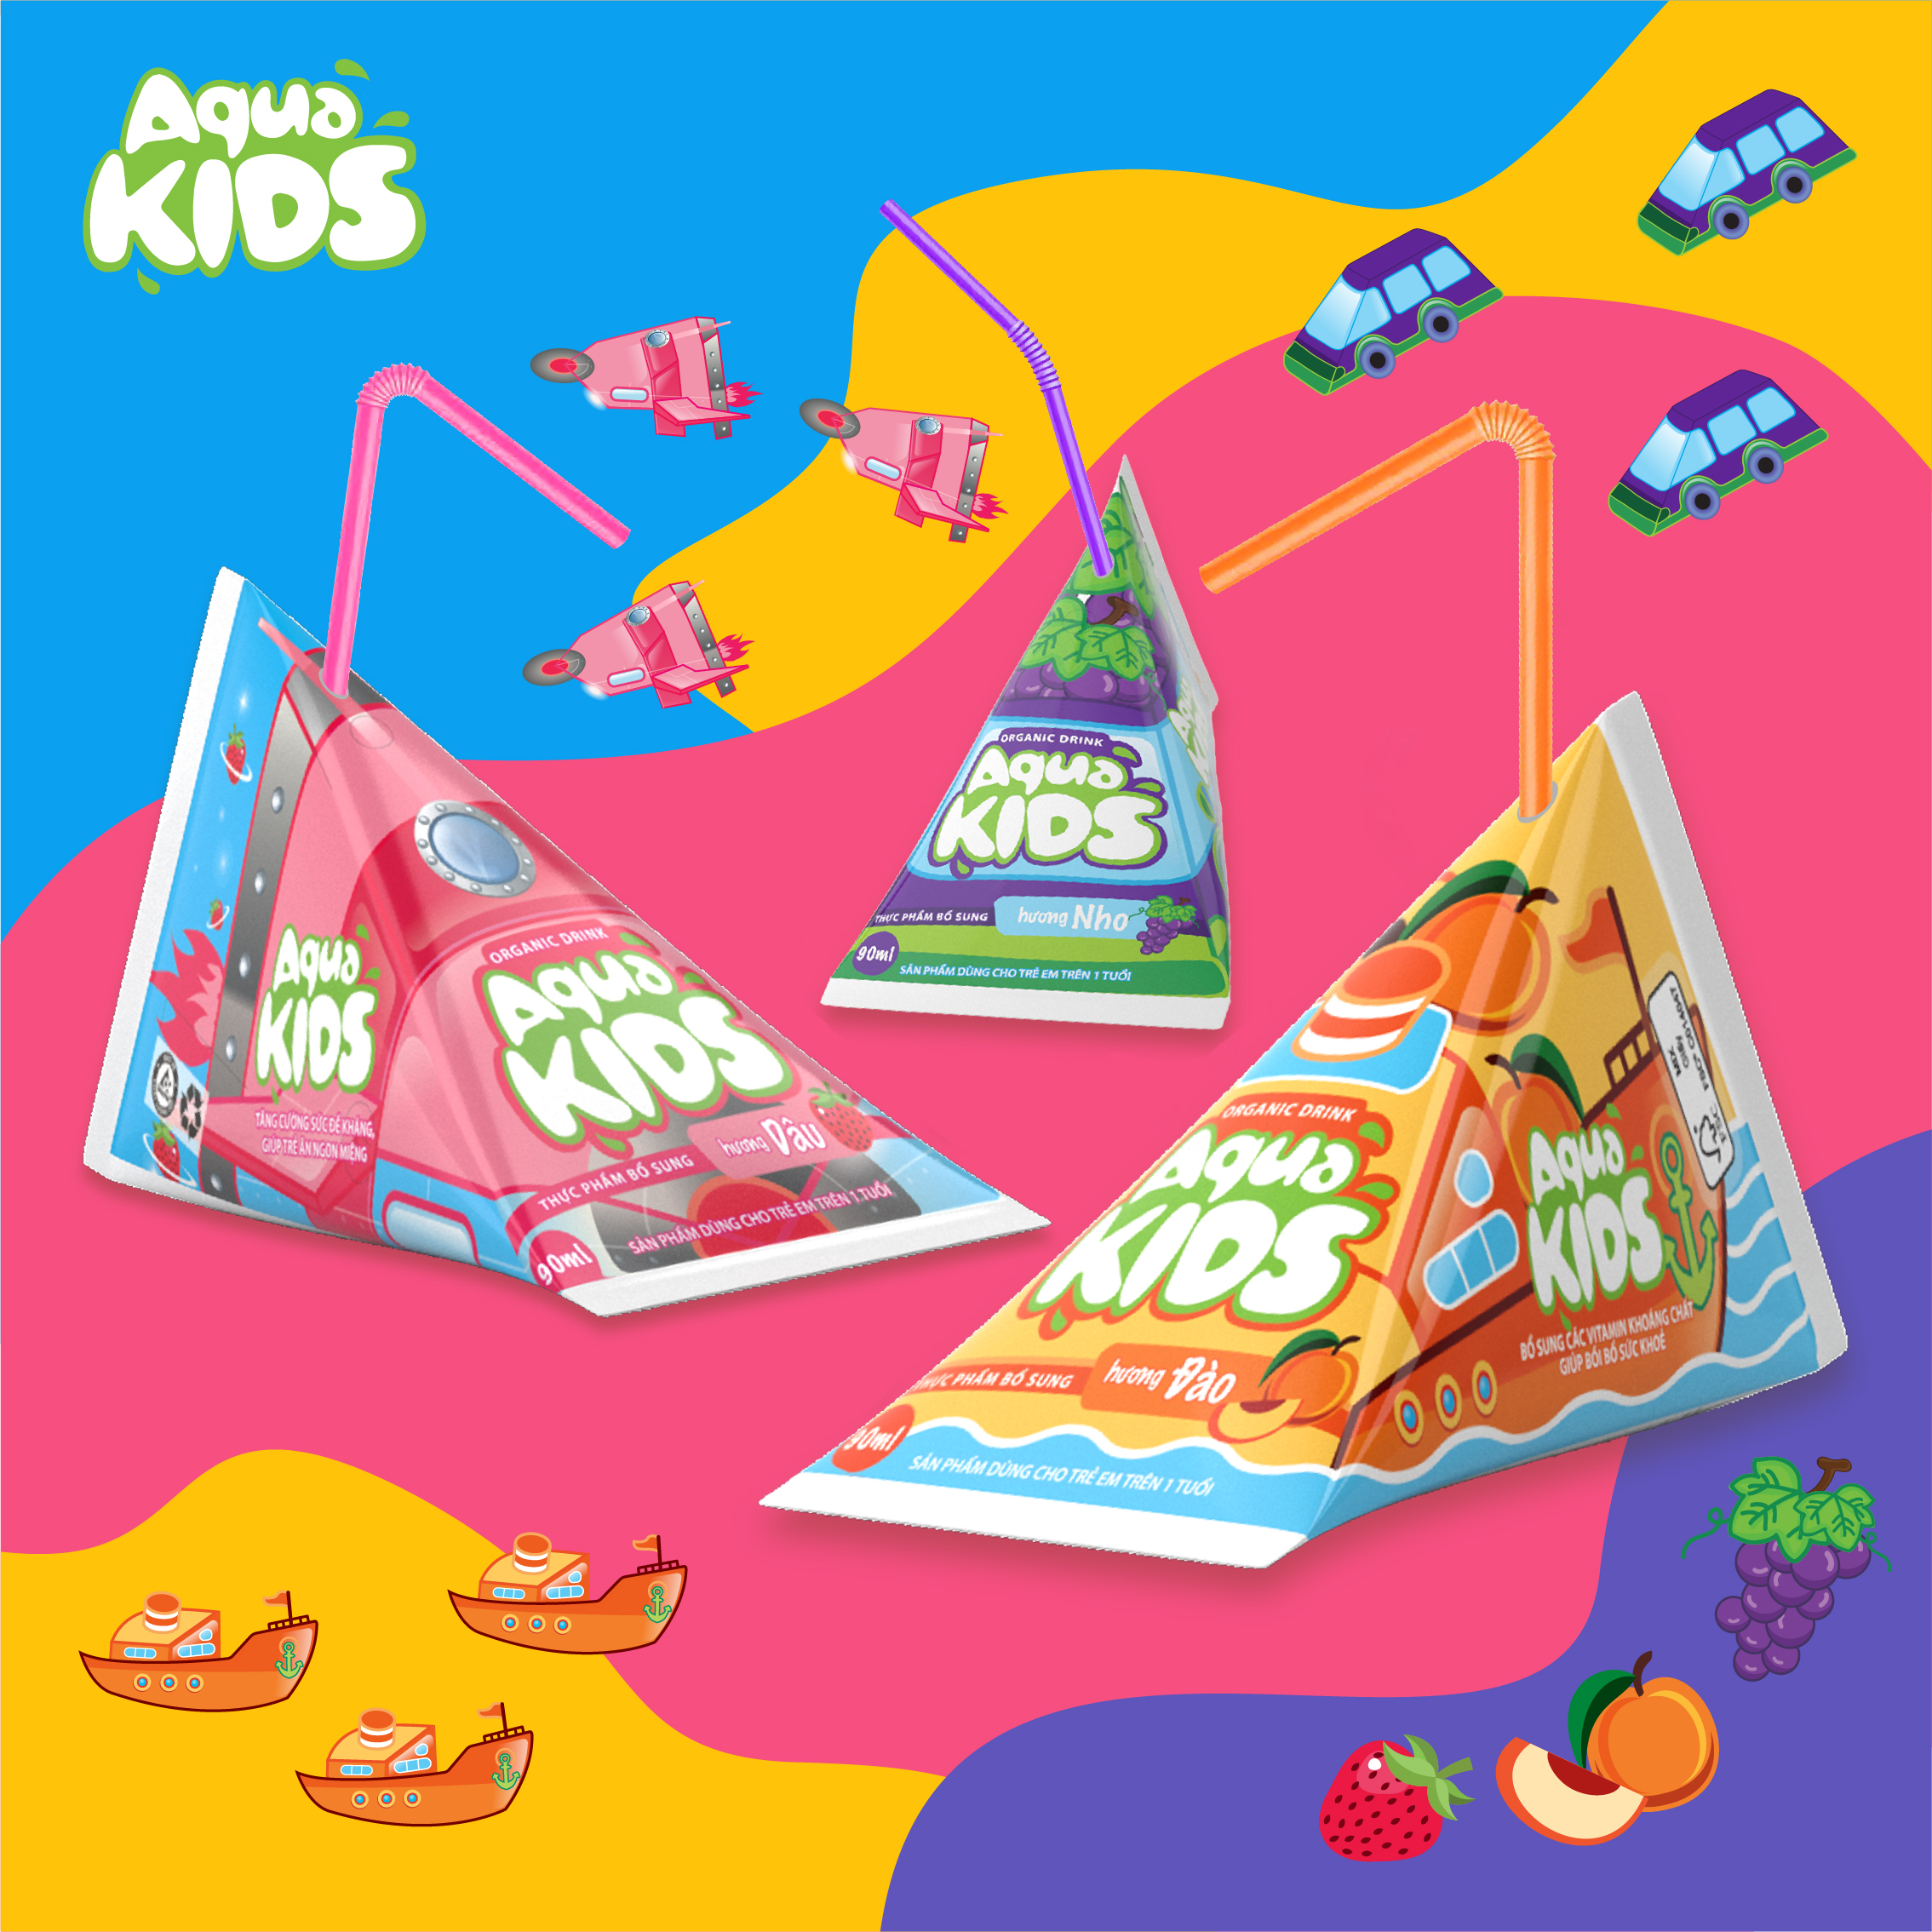 Aqua
KIDS
ORGANIC DRINK
Aqua
KIDS
THỰC PHẨM BỔ SUNG
hương Nho
90ml
SẢN PHẨM DÙNG CHO TRẺ EM TRÊN 1 TUỔI
Aqua
KIDS
TĂNG CƯỜNG SỨC ĐỀ KHÁNG,
GIÚP TRẺ ĂN NGON MIỆNG
ORGANIC DRINK
Aqua
KIDS
THỰC PHẨM BỔ SUNG
hương Dâu
90ml
SẢN PHẨM DÙNG CHO TRẺ EM TRÊN 1 TUỔI
ORGANIC DRINK
Aqua
KIDS
THỰC PHẨM BỔ SUNG
hương Đào
90ml
SẢN PHẨM DÙNG CHO TRẺ EM TRÊN 1 TUỔI
Aqua
KIDS
BỔ SUNG CÁC VITAMIN KHOÁNG CHẤT
GIÚP BỒI BỔ SỨC KHOẺ
FSC
MIX
Giấy